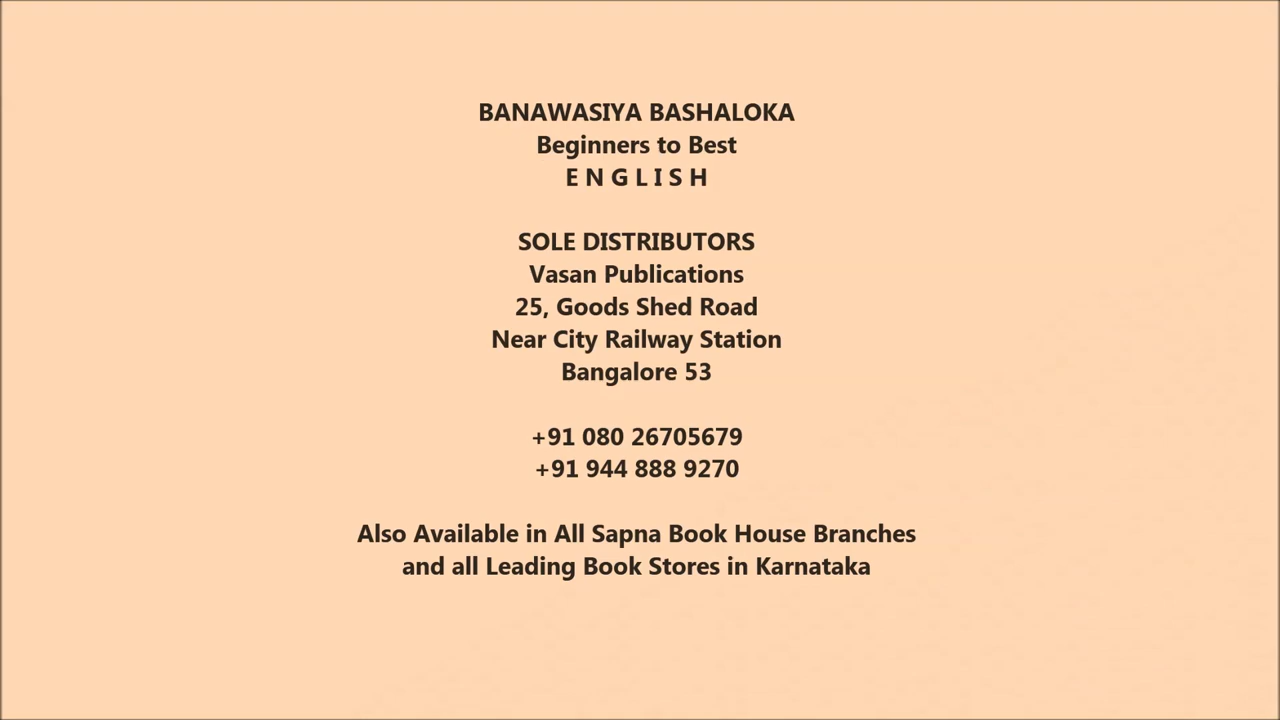 BANAWASIYA BASHALOKA
Beginners to Best
E N G L I S H
SOLE DISTRIBUTORS
Vasan Publications
25, Goods Shed Road
Near City Railway Station
Bangalore 53
+91 080 26705679
+91 944 888 9270
Also Available in All Sapna Book House Branches
and all Leading Book Stores in Karnataka